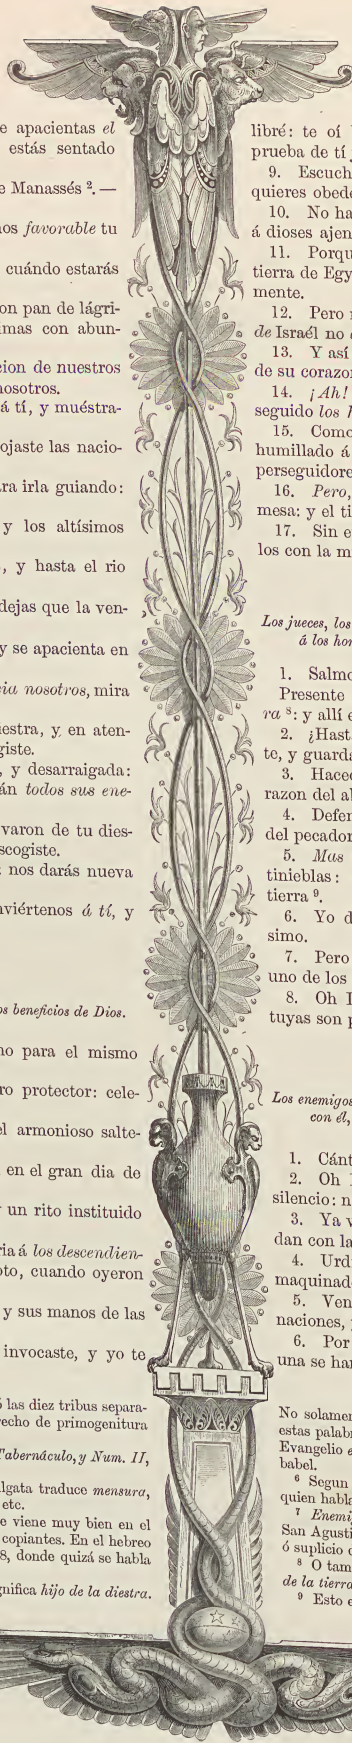 e apacientas el
estás sentado
e Manassés ². —
nos favorable tu
cuándo estarás
on pan de lágri-
imas con abun-
cion de nuestros
nosotros.
á tí, y muéstra-
ojaste las nacio-
ara irla guiando:
y los altísimos
, y hasta el rio
dejas que la ven-
y se apacienta en
cia nosotros, mira
iestra, y en aten-
giste.
, y desarraigada:
án todos sus ene-
varon de tu dies-
scogiste.
nos darás nueva
nviértenos á tí, y
os beneficios de Dios.
no para el mismo
ro protector: cele-
el armonioso salte-
en el gran dia de
r un rito instituido
ria á los descendien-
oto, cuando oyeron
y sus manos de las
invocaste, y yo te
ó las diez tribus separa-
recho de primogenitura
Tabernáculo, y Num. II,
algata traduce mensura,
etc.
e viene muy bien en el
copiantes. En el hebreo
8, donde quizá se habla
gnifica hijo de la diestra.
libré: te oí
prueba de tí
9. Escuch
quieres obede
10. No ha
á dioses ajen
11. Porqu
tierra de Egy
mente.
12. Pero
de Israél no
13. Y así
de su corazon
14. ¡Ah!
seguido los
15. Como
humillado á
perseguidore
16. Pero,
mesa: y el ti
17. Sin e
los con la mi
Los jueces, los
á los hor
1. Salmo
Presente
ra ⁸: y allí e
2. ¿Hast
te, y guarda
3. Haced
razon del al
4. Defen
del pecador
5. Mas
tinieblas:
tierra ⁹.
6. Yo d
simo.
7. Pero
uno de los
8. Oh
tuyas son p
Los enemigos
con él,
1. Cánt
2. Oh
silencio: n
3. Ya v
dan con la
4. Urd
maquinad
5. Ven
naciones, y
6. Por
una se han
No solamen
estas palabr
Evangelio e
babel.
⁶ Segun
quien habla
⁷ Enemi
San Agusti
ó suplicio
⁸ O tam
de la tierra
⁹ Esto e